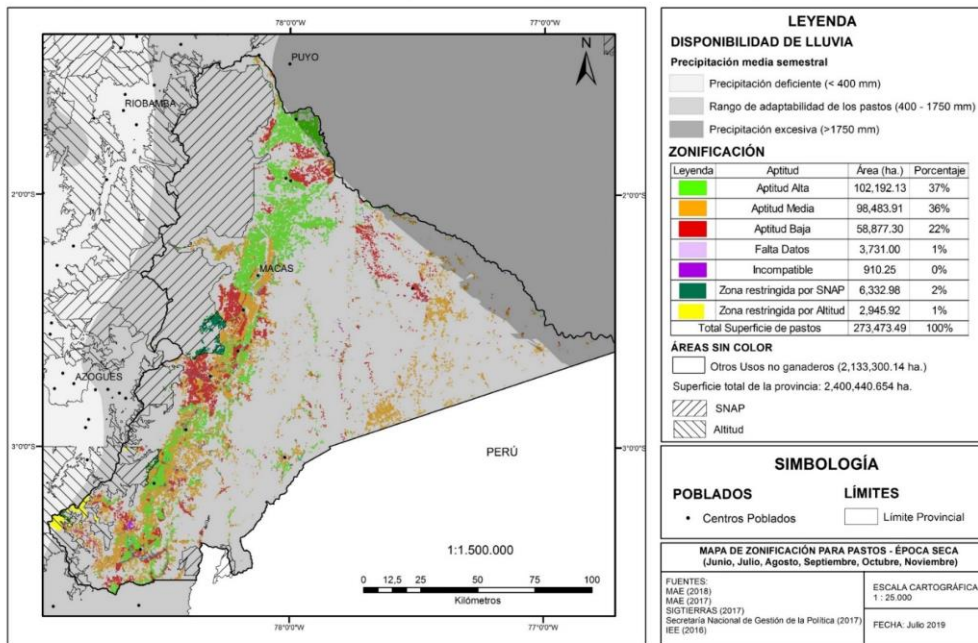 78°0'0"W
77°0'0"W
PUYO
N
RIOBAMBA
2°0'0"S
2°0'0"S
MACAS
AZOGUES
3°0'0"S
3°0'0"S
PERÚ
1:1.500.000
0 12,5 25 50 75 100
Kilómetros
78°0'0"W
77°0'0"W
LEYENDA
DISPONIBILIDAD DE LLUVIA
Precipitación media semestral
Precipitación deficiente (< 400 mm)
Rango de adaptabilidad de los pastos (400 - 1750 mm)
Precipitación excesiva (>1750 mm)
ZONIFICACIÓN
Leyenda Aptitud Área (ha.) Porcentaje
Aptitud Alta 102,192.13 37%
Aptitud Media 98,483.91 36%
Aptitud Baja 58,877.30 22%
Falta Datos 3,731.00 1%
Incompatible 910.25 0%
Zona restringida por SNAP 6,332.98 2%
Zona restringida por Altitud 2,945.92 1%
Total Superficie de pastos 273,473.49 100%
ÁREAS SIN COLOR
Otros Usos no ganaderos (2,133,300.14 ha.)
Superficie total de la provincia: 2,400,440.654 ha.
SNAP
Altitud
SIMBOLOGÍA
POBLADOS LÍMITES
Centros Poblados Límite Provincial
MAPA DE ZONIFICACIÓN PARA PASTOS - ÉPOCA SECA
(Junio, Julio, Agosto, Septiembre, Octubre, Noviembre)
FUENTES:
MAE (2018)
MAE (2017)
SIGTIERRAS (2017)
Secretaría Nacional de Gestión de la Política (2017)
IEE (2016)
ESCALA CARTOGRÁFICA
1 : 25.000
FECHA: Julio 2019